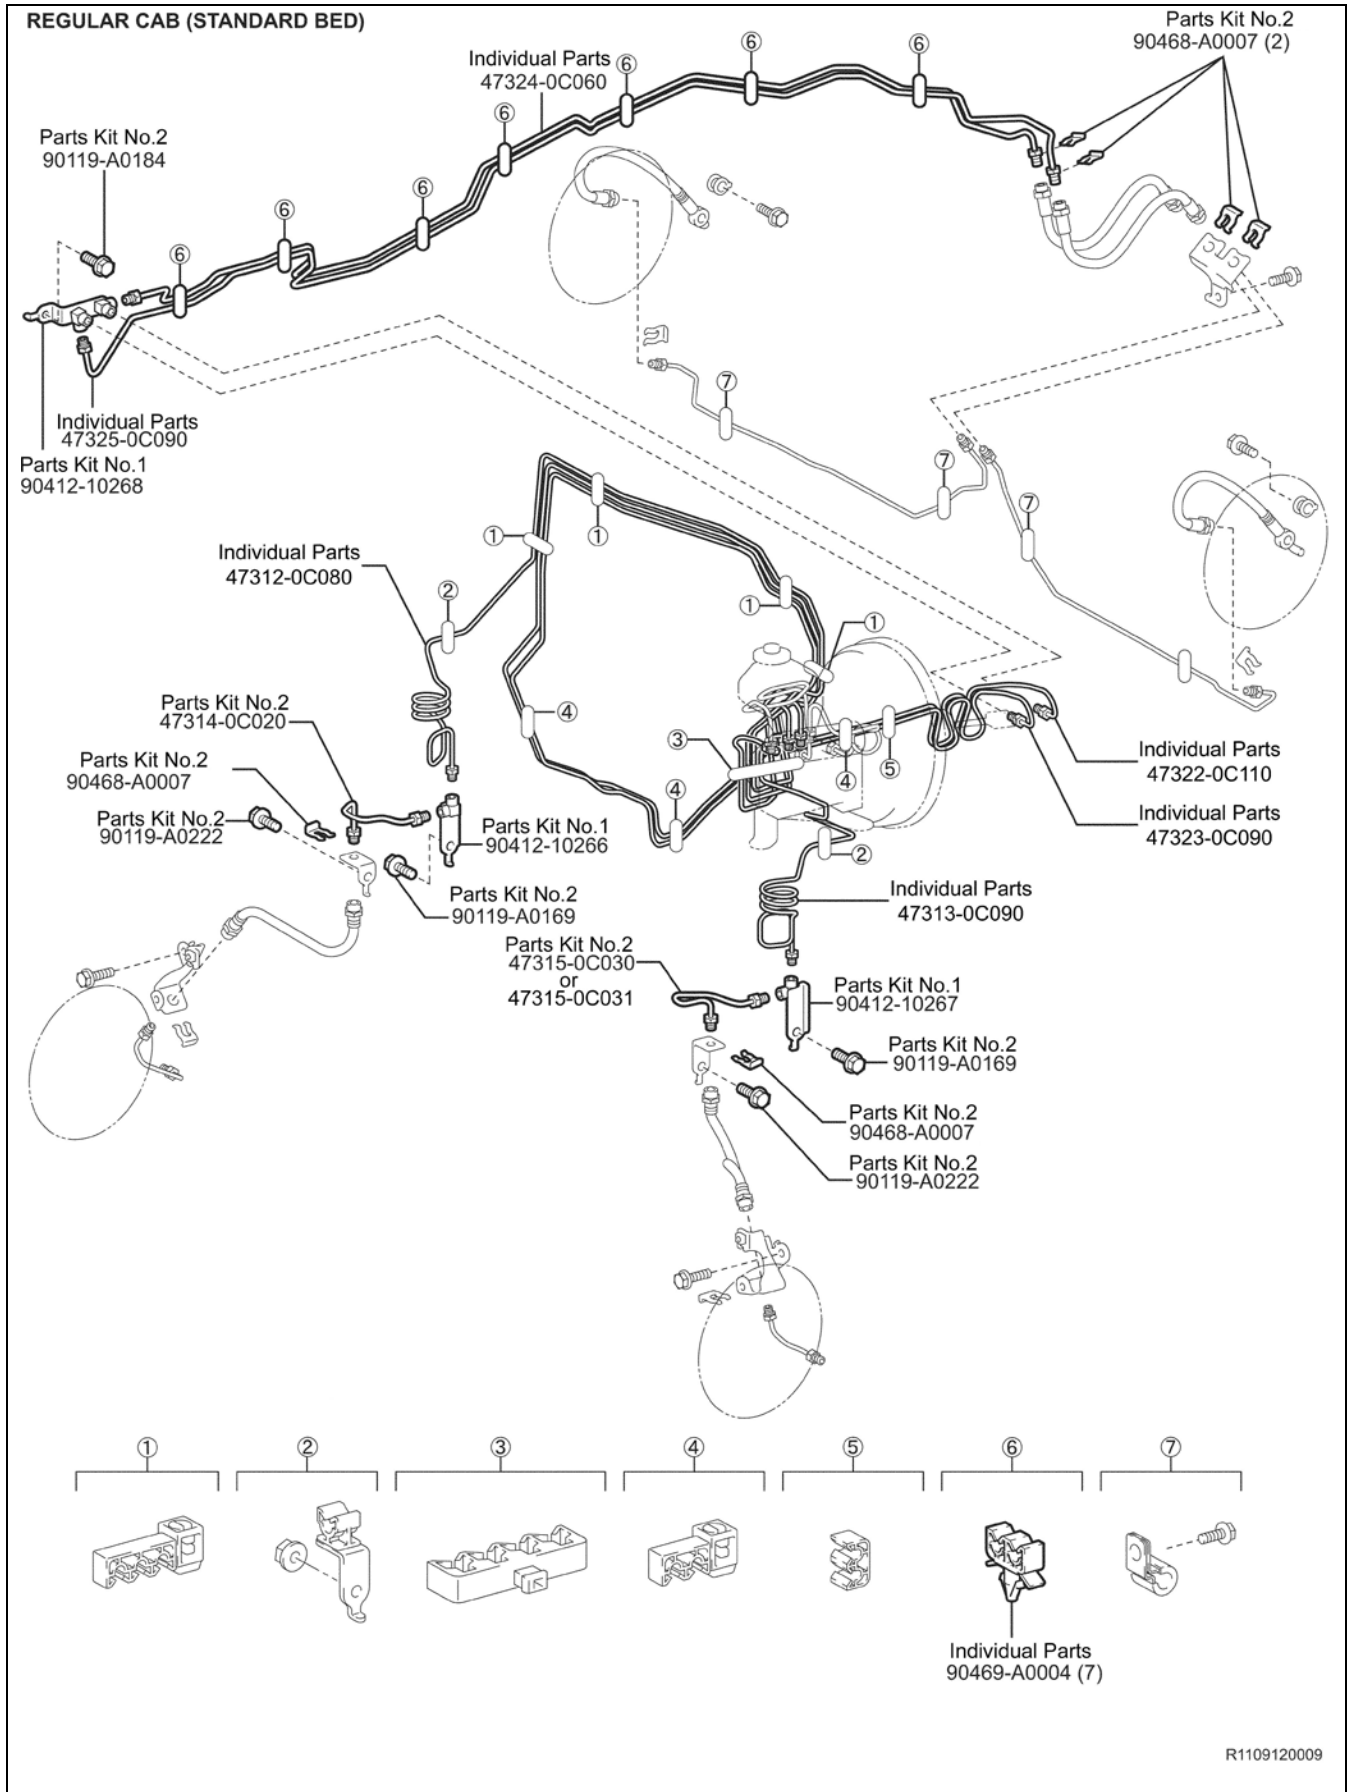 REGULAR CAB (STANDARD BED)
Parts Kit No.2
90468-A0007 (2)
Individual Parts
47324-0C060
⑥
⑥
⑥
⑥
⑥
⑥
⑥
Parts Kit No.2
90119-A0184
Individual Parts
47325-0C090
Parts Kit No.1
90412-10268
⑦
⑦
⑦
①
①
①
①
Individual Parts
47312-0C080
②
Parts Kit No.2
47314-0C020
④
③
④
⑤
④
Parts Kit No.2
90468-A0007
Parts Kit No.2
90119-A0222
Individual Parts
47322-0C110
Individual Parts
47323-0C090
Parts Kit No.1
90412-10266
②
Parts Kit No.2
90119-A0169
Individual Parts
47313-0C090
Parts Kit No.2
47315-0C030
or
47315-0C031
Parts Kit No.1
90412-10267
Parts Kit No.2
90119-A0169
Parts Kit No.2
90468-A0007
Parts Kit No.2
90119-A0222
① ② ③ ④ ⑤ ⑥ ⑦
Individual Parts
90469-A0004 (7)
R1109120009